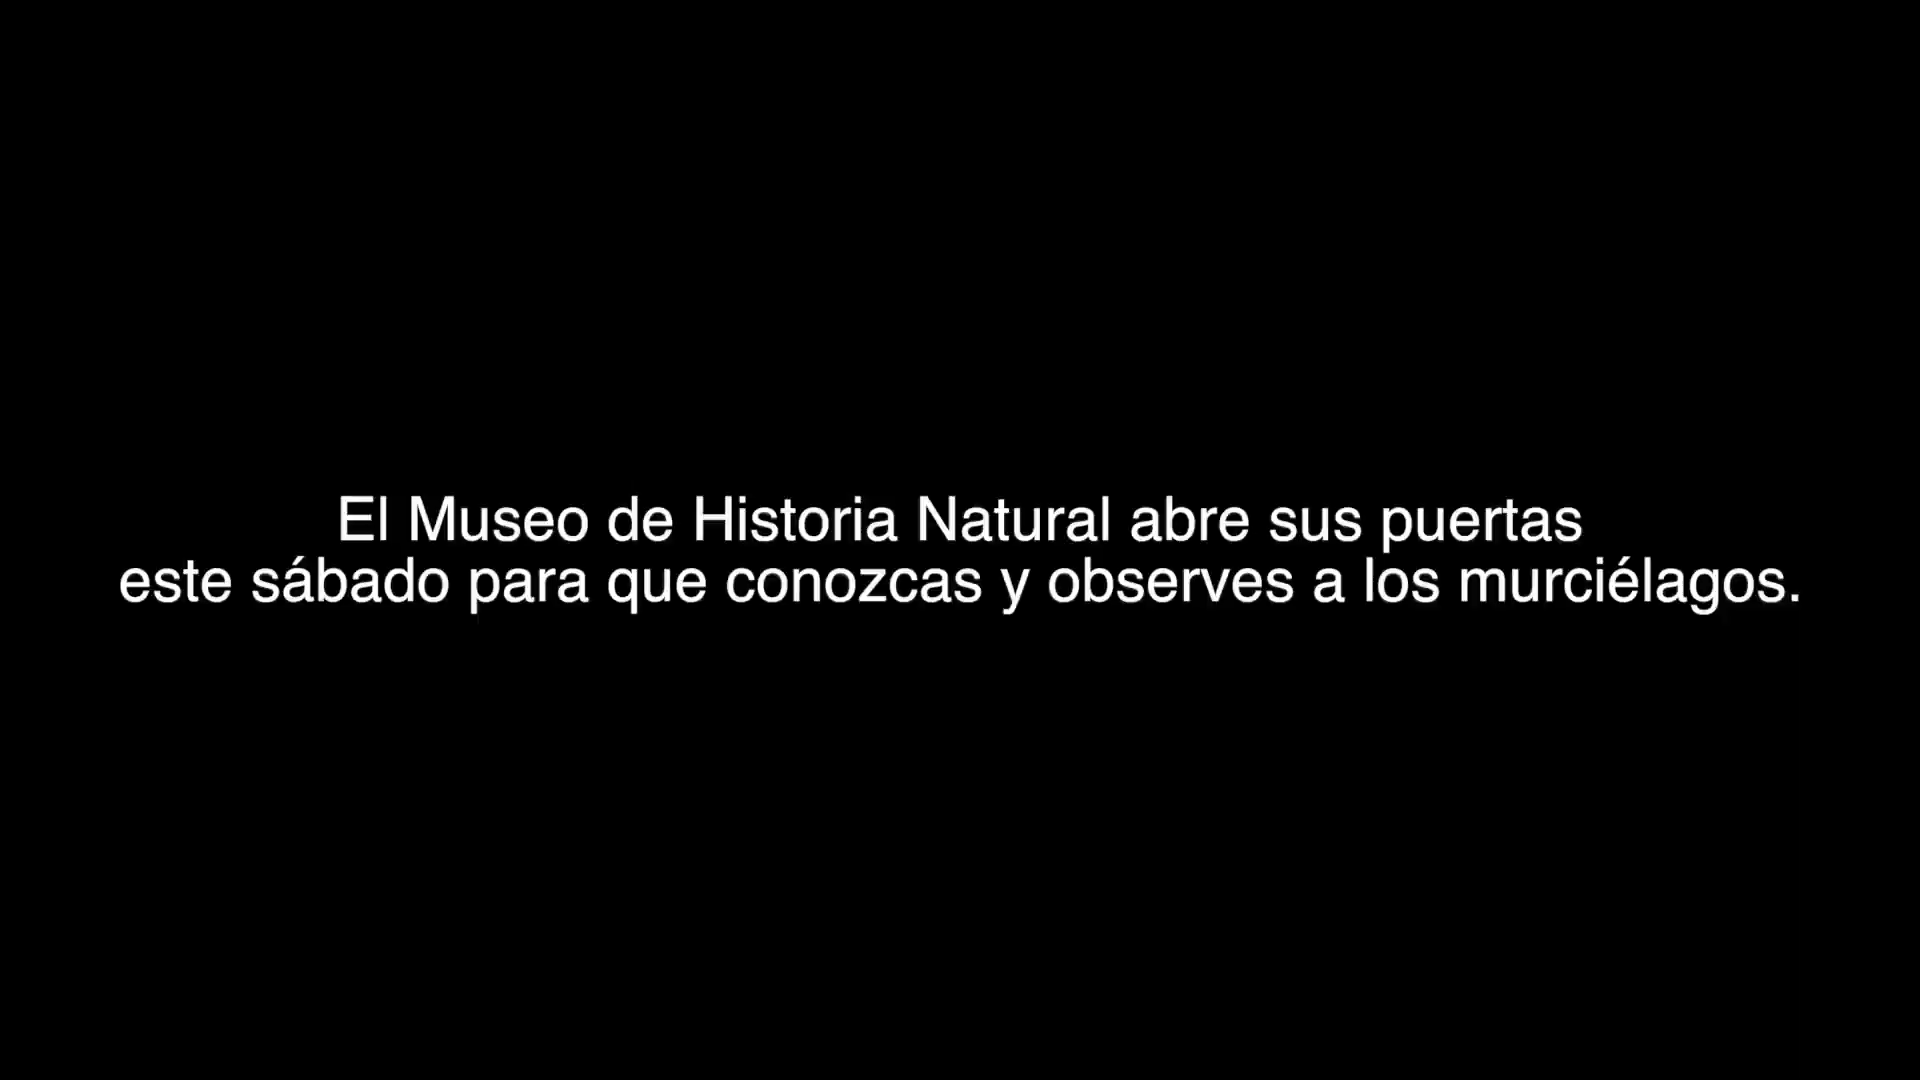 El Museo de Historia Natural abre sus puertas
este sábado para que conozcas y observes a los murciélagos.